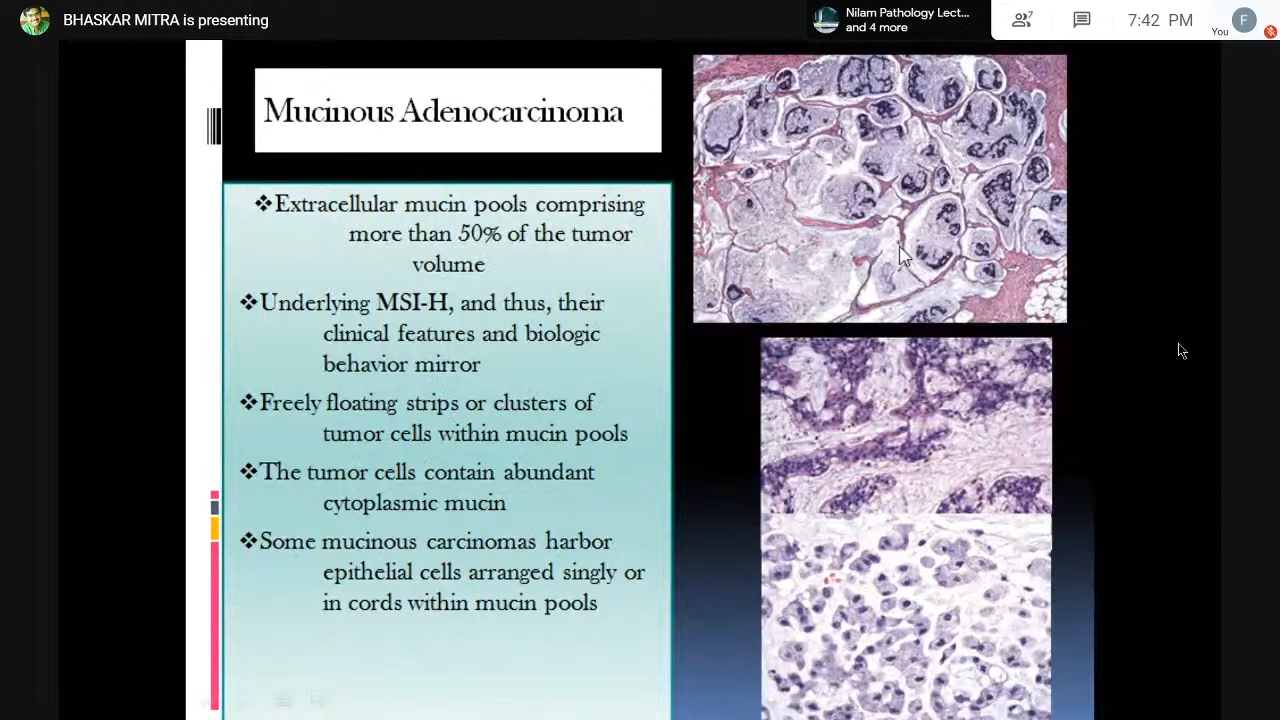 BHASKAR MITRA is presenting
Nilam Pathology Lect...
and 4 more
7
7:42 PM
You
F
Mucinous Adenocarcinoma
❖Extracellular mucin pools comprising
more than 50% of the tumor
volume
❖Underlying MSI-H, and thus, their
clinical features and biologic
behavior mirror
❖Freely floating strips or clusters of
tumor cells within mucin pools
❖The tumor cells contain abundant
cytoplasmic mucin
❖Some mucinous carcinomas harbor
epithelial cells arranged singly or
in cords within mucin pools